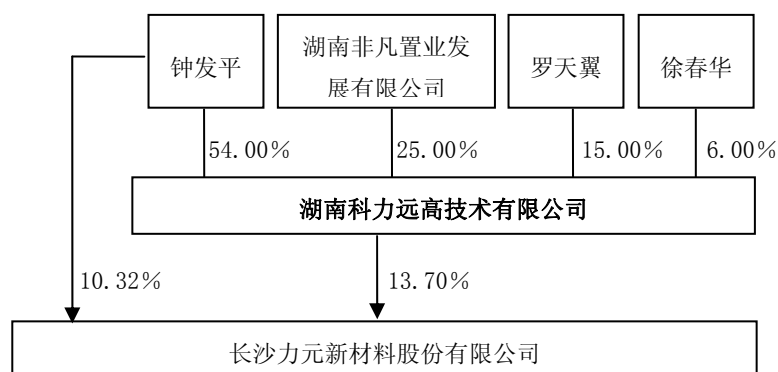 钟发平
湖南非凡置业发
展有限公司
罗天翼
徐春华
54.00%
25.00%
15.00%
6.00%
湖南科力远高技术有限公司
10.32%
13.70%
长沙力元新材料股份有限公司